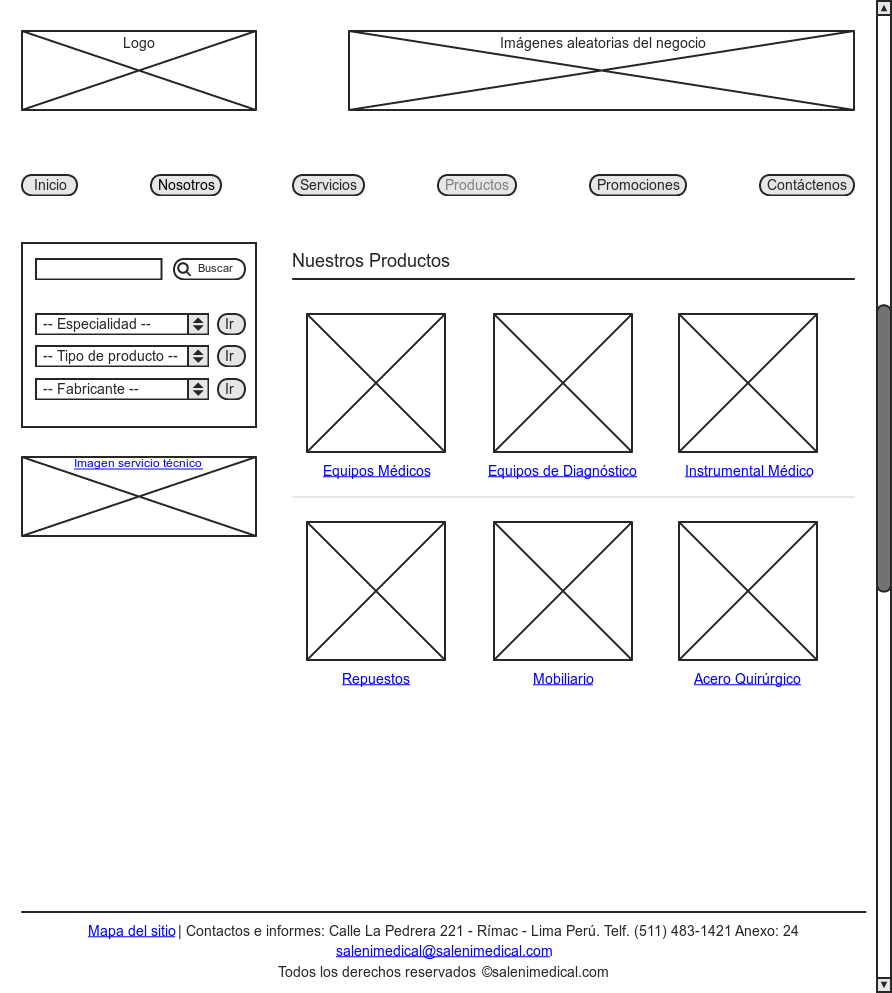 Logo
Imágenes aleatorias del negocio
Inicio Nosotros Servicios Productos Promociones Contáctenos
Buscar
-- Especialidad -- Ir
-- Tipo de producto -- Ir
-- Fabricante -- Ir
Imagen servicio técnico
Nuestros Productos
Equipos Médicos Equipos de Diagnóstico Instrumental Médico
Repuestos Mobiliario Acero Quirúrgico
Mapa del sitio | Contactos e informes: Calle La Pedrera 221 - Rímac - Lima Perú. Telf. (511) 483-1421 Anexo: 24
salenimedical@salenimedical.com
Todos los derechos reservados ©salenimedical.com